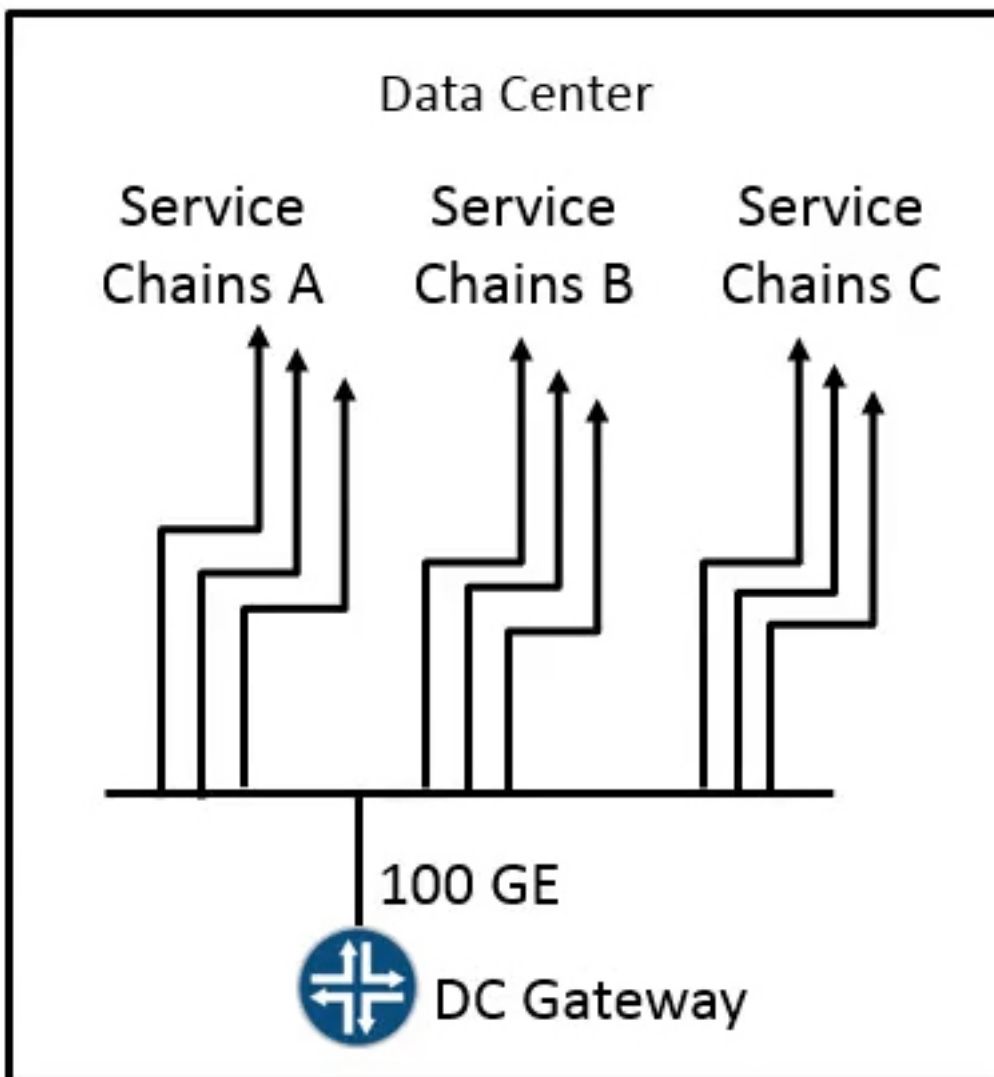 Data Center
Service
Chains A
Service
Chains B
Service
Chains C
100 GE
DC Gateway